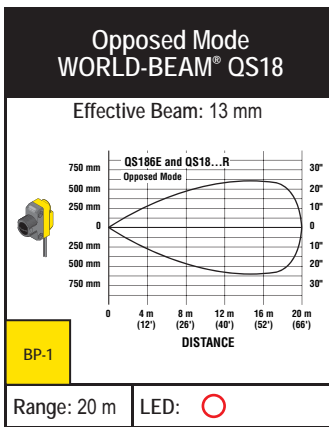 Opposed Mode
WORLD-BEAM® QS18
Effective Beam: 13 mm
QS186E and QS18...R
Opposed Mode
750 mm 30"
500 mm 20"
250 mm 10"
0 0
250 mm 10"
500 mm 20"
750 mm 30"
0 4 m 8 m 12 m 16 m 20 m
(12') (26') (40') (52') (66')
DISTANCE
BP-1
Range: 20 m LED: